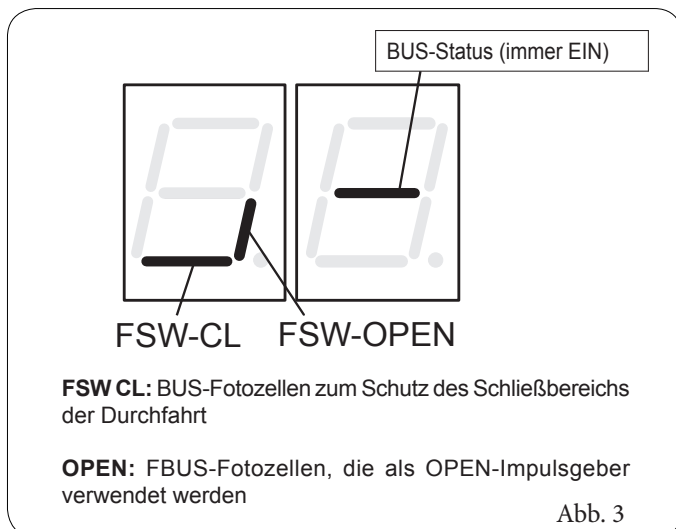 BUS-Status (immer EIN)
FSW-CL FSW-OPEN
FSW CL: BUS-Fotozellen zum Schutz des Schließbereichs
der Durchfahrt
OPEN: FBUS-Fotozellen, die als OPEN-Impulsgeber
verwendet werden
Abb. 3